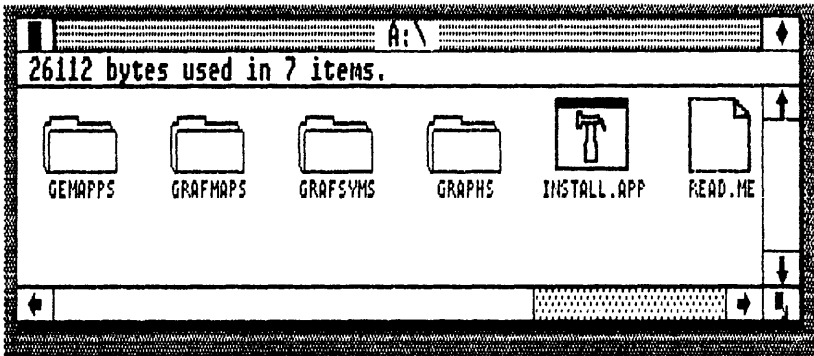 A:\
26112 bytes used in 7 items.
GEMAPPS GRAFMAPS GRAFSYMS GRAPHS INSTALL.APP READ.ME